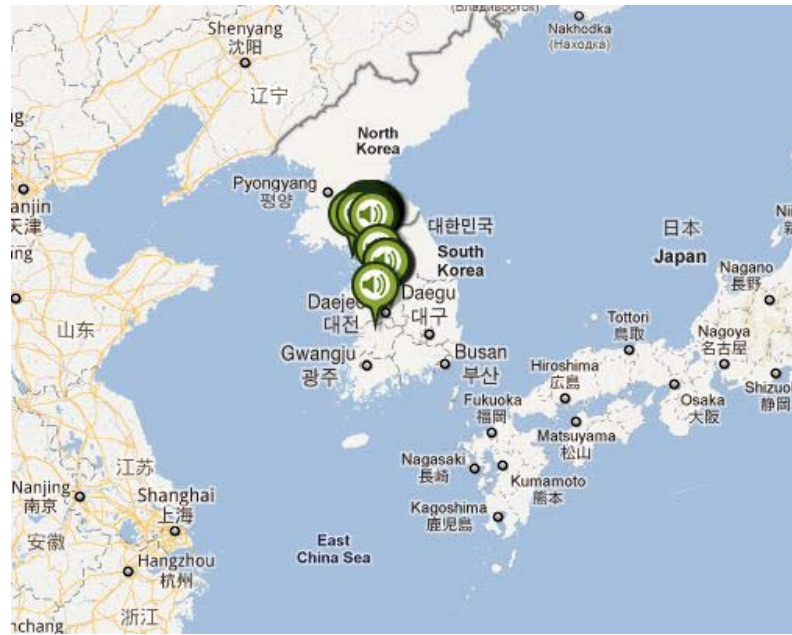 (Владивосток)
Nakhodka
(Находка)
Shenyang
沈阳
辽宁
North
Korea
Pyongyang
평양
anjin
天津
대한민국
South
Korea
日本
Japan
Nagano
長野
Daegu
대구
대전
Tottori
鳥取
Nagoya
名古屋
山东
Gwangju
광주
Busan
부산
Hiroshima
広島
Shizuo
静岡
Fukuoka
福岡
Osaka
大阪
Matsuyama
松山
Nagasaki
長崎
Kumamoto
熊本
江苏
Nanjing
南京
Shanghai
上海
Kagoshima
鹿児島
安徽
East
China Sea
Hangzhou
杭州
浙江
nchang